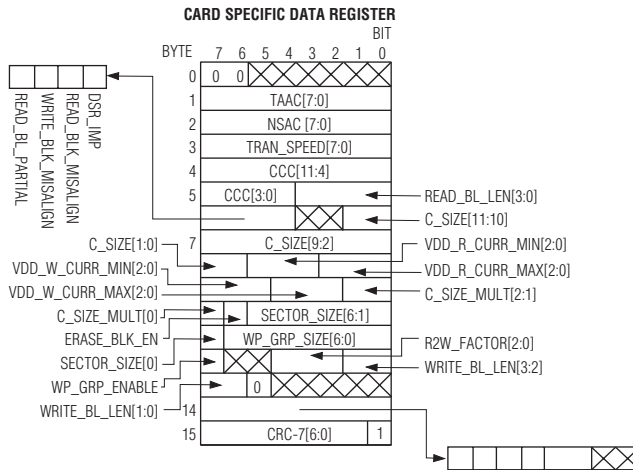 CARD SPECIFIC DATA REGISTER
BIT
BYTE 7 6 5 4 3 2 1 0
0 0 0
1 TAAC[7:0]
2 NSAC [7:0]
3 TRAN_SPEED[7:0]
4 CCC[11:4]
5 CCC[3:0] READ_BL_LEN[3:0]
C_SIZE[11:10]
7 C_SIZE[9:2]
READ_BL_PARTIAL
WRITE_BLK_MISALIGN
READ_BLK_MISALIGN
DSR_IMP
C_SIZE[1:0] VDD_R_CURR_MIN[2:0]
VDD_W_CURR_MIN[2:0] VDD_R_CURR_MAX[2:0]
VDD_W_CURR_MAX[2:0] C_SIZE_MULT[2:1]
C_SIZE_MULT[0] SECTOR_SIZE[6:1]
ERASE_BLK_EN WP_GRP_SIZE[6:0] R2W_FACTOR[2:0]
SECTOR_SIZE[0] WRITE_BL_LEN[3:2]
WP_GRP_ENABLE 0
WRITE_BL_LEN[1:0] 14
15 CRC-7[6:0] 1